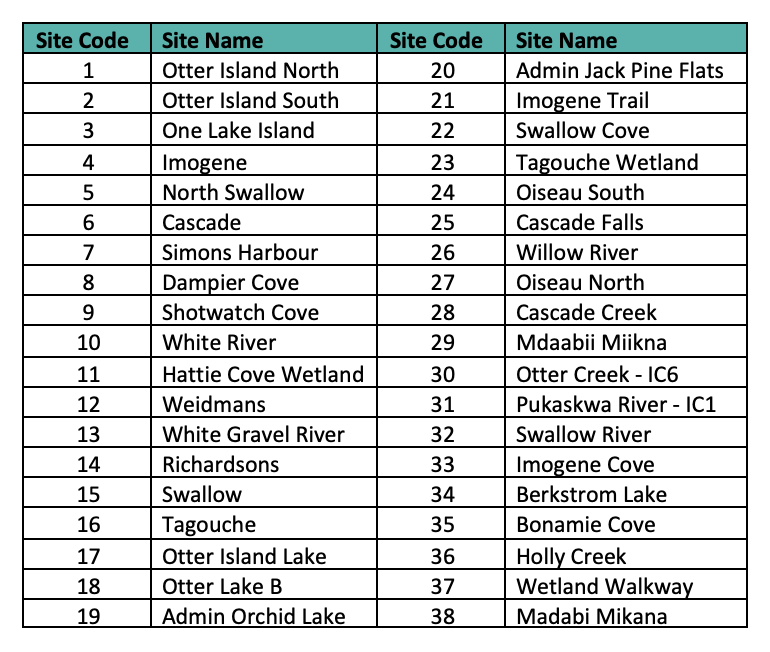 Site Code Site Name Site Code Site Name
1 Otter Island North 20 Admin Jack Pine Flats
2 Otter Island South 21 Imogene Trail
3 One Lake Island 22 Swallow Cove
4 Imogene 23 Tagouche Wetland
5 North Swallow 24 Oiseau South
6 Cascade 25 Cascade Falls
7 Simons Harbour 26 Willow River
8 Dampier Cove 27 Oiseau North
9 Shotwatch Cove 28 Cascade Creek
10 White River 29 Mdaabii Miikna
11 Hattie Cove Wetland 30 Otter Creek - IC6
12 Weidmans 31 Pukaskwa River - IC1
13 White Gravel River 32 Swallow River
14 Richardsons 33 Imogene Cove
15 Swallow 34 Berkstrom Lake
16 Tagouche 35 Bonamie Cove
17 Otter Island Lake 36 Holly Creek
18 Otter Lake B 37 Wetland Walkway
19 Admin Orchid Lake 38 Madabi Mikana